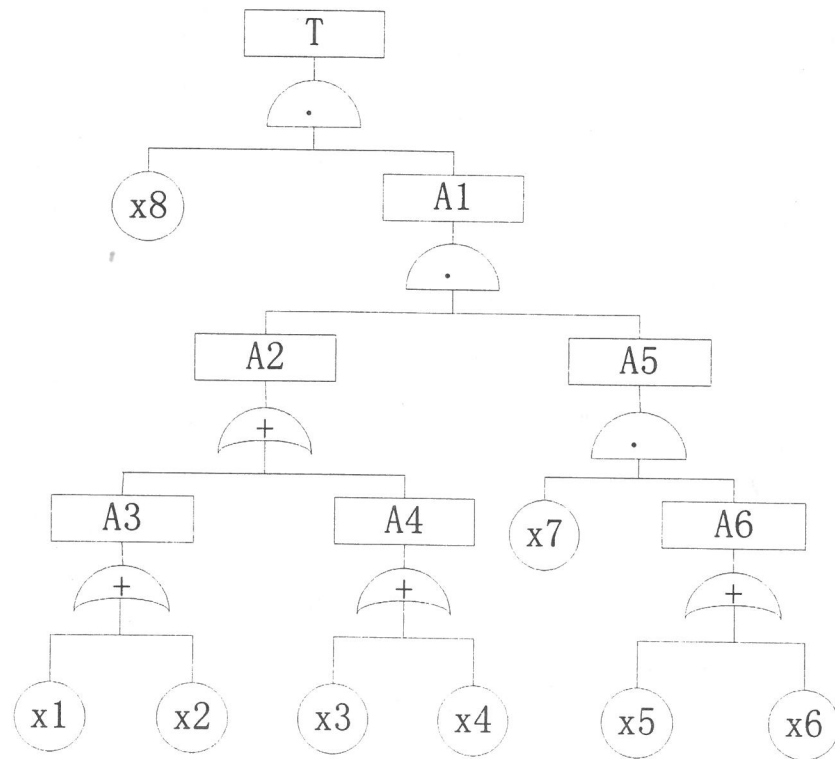 T
·
x8
A1
·
A2
A5
+
·
A3
A4
x7
A6
+
+
+
x1
x2
x3
x4
x5
x6